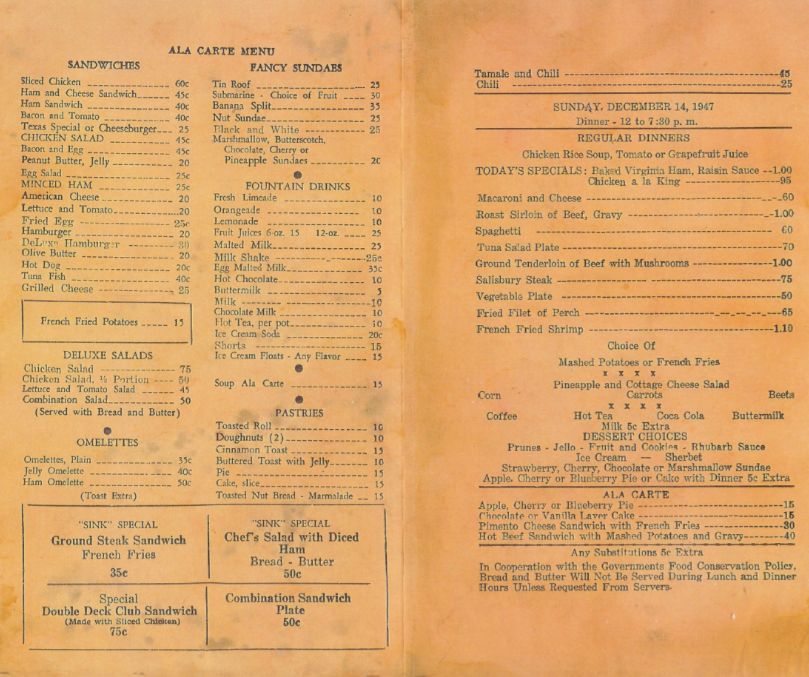 ALA CARTE MENU
SANDWICHES
Sliced Chicken 60c
Ham and Cheese Sandwich 45c
Ham Sandwich 40c
Bacon and Tomato 40c
Texas Special or Cheeseburger 25
CHICKEN SALAD 45c
Bacon and Egg 45c
Peanut Butter, Jelly 20
Egg Salad 25c
MINCED HAM 25c
American Cheese 20
Lettuce and Tomato 20
Fried Egg 25c
Hamburger 20
DeLuxe Hamburger 30
Olive Butter 20
Hot Dog 20c
Tuna Fish 40c
Grilled Cheese 25
French Fried Potatoes 15
DELUXE SALADS
Chicken Salad 75
Chicken Salad, ½ Portion 50
Lettuce and Tomato Salad 45
Combination Salad 50
(Served with Bread and Butter)
OMELETTES
Omelettes, Plain 35c
Jelly Omelette 40c
Ham Omelette 50c
(Toast Extra)
FANCY SUNDAES
Tin Roof 25
Submarine - Choice of Fruit 30
Banana Split 35
Nut Sundae 25
Black and White 25
Marshmallow, Butterscotch,
Chocolate, Cherry or
Pineapple Sundaes 20
FOUNTAIN DRINKS
Fresh Limeade 10
Orangeade 10
Lemonade 10
Fruit Juices 6-oz. 15 12-oz. 25
Malted Milk 25
Milk Shake 25c
Egg Malted Milk 35c
Hot Chocolate 10
Buttermilk 5
Milk 10
Chocolate Milk 10
Hot Tea, per pot 10
Ice Cream Soda 20c
Shorts 15
Ice Cream Floats - Any Flavor 15
Soup Ala Carte 15
PASTRIES
Toasted Roll 10
Doughnuts (2) 10
Cinnamon Toast 15
Buttered Toast with Jelly 10
Pie 15
Cake, slice 15
Toasted Nut Bread - Marmalade 15
"SINK" SPECIAL
Ground Steak Sandwich
French Fries
35c
"SINK" SPECIAL
Chef's Salad with Diced
Ham
Bread - Butter
50c
Special
Double Deck Club Sandwich
(Made with Sliced Chicken)
75c
Combination Sandwich
Plate
50c
Tamale and Chili 45
Chili 25
SUNDAY, DECEMBER 14, 1947
Dinner - 12 to 7:30 p. m.
REGULAR DINNERS
Chicken Rice Soup, Tomato or Grapefruit Juice
TODAY'S SPECIALS: Baked Virginia Ham, Raisin Sauce 1.00
Chicken a la King 95
Macaroni and Cheese 60
Roast Sirloin of Beef, Gravy 1.00
Spaghetti 60
Tuna Salad Plate 70
Ground Tenderloin of Beef with Mushrooms 1.00
Salisbury Steak 75
Vegetable Plate 50
Fried Filet of Perch 65
French Fried Shrimp 1.10
Choice Of
Mashed Potatoes or French Fries
x x x x
Pineapple and Cottage Cheese Salad
Corn Carrots Beets
x x x x
Coffee Hot Tea Coca Cola Buttermilk
Milk 5c Extra
DESSERT CHOICES
Prunes - Jello - Fruit and Cookies - Rhubarb Sauce
Ice Cream Sherbet
Strawberry, Cherry, Chocolate or Marshmallow Sundae
Apple, Cherry or Blueberry Pie or Cake with Dinner 5c Extra
ALA CARTE
Apple, Cherry or Blueberry Pie 15
Chocolate or Vanilla Layer Cake 15
Pimento Cheese Sandwich with French Fries 30
Hot Beef Sandwich with Mashed Potatoes and Gravy 40
Any Substitutions 5c Extra
In Cooperation with the Governments Food Conservation Policy,
Bread and Butter Will Not Be Served During Lunch and Dinner
Hours Unless Requested From Servers.